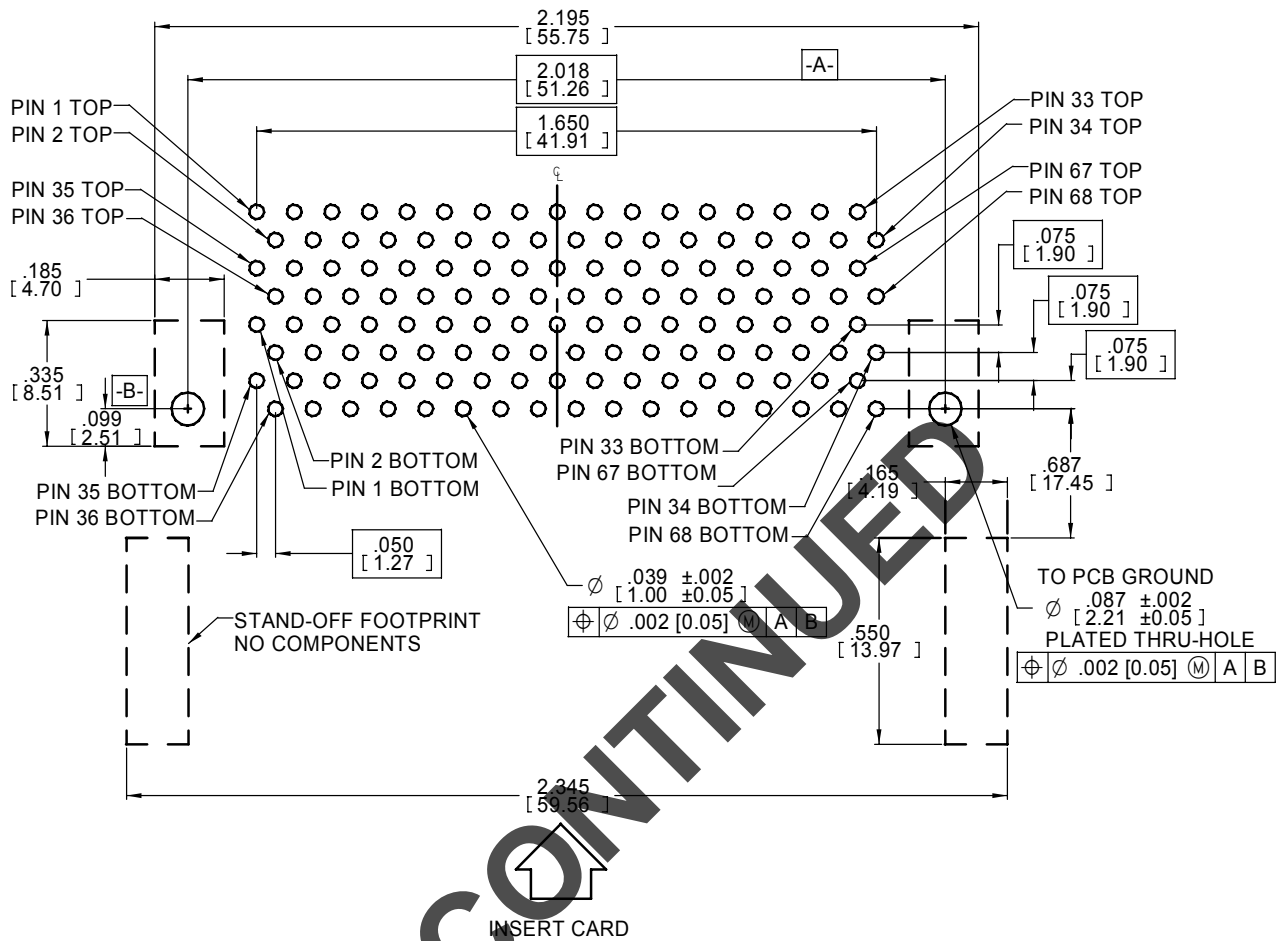 2.195
[ 55.75 ]
2.018
[ 51.26 ]
-A-
1.650
[ 41.91 ]
PIN 1 TOP
PIN 2 TOP
PIN 35 TOP
PIN 36 TOP
PIN 33 TOP
PIN 34 TOP
PIN 67 TOP
PIN 68 TOP
℄
.185
[ 4.70 ]
.075
[ 1.90 ]
.075
[ 1.90 ]
.075
[ 1.90 ]
.335
[ 8.51 ]
-B-
.099
[ 2.51 ]
PIN 2 BOTTOM
PIN 1 BOTTOM
PIN 35 BOTTOM
PIN 36 BOTTOM
PIN 33 BOTTOM
PIN 67 BOTTOM
PIN 34 BOTTOM
PIN 68 BOTTOM
.165
[ 4.19 ]
.687
[ 17.45 ]
.050
[ 1.27 ]
Ø .039 ±.002
[ 1.00 ±0.05 ]
⌖ Ø .002 [0.05] Ⓜ A B
STAND-OFF FOOTPRINT
NO COMPONENTS
.550
[ 13.97 ]
TO PCB GROUND
Ø .087 ±.002
[ 2.21 ±0.05 ]
PLATED THRU-HOLE
⌖ Ø .002 [0.05] Ⓜ A B
2.345
[ 59.56 ]
INSERT CARD
CONTINUED